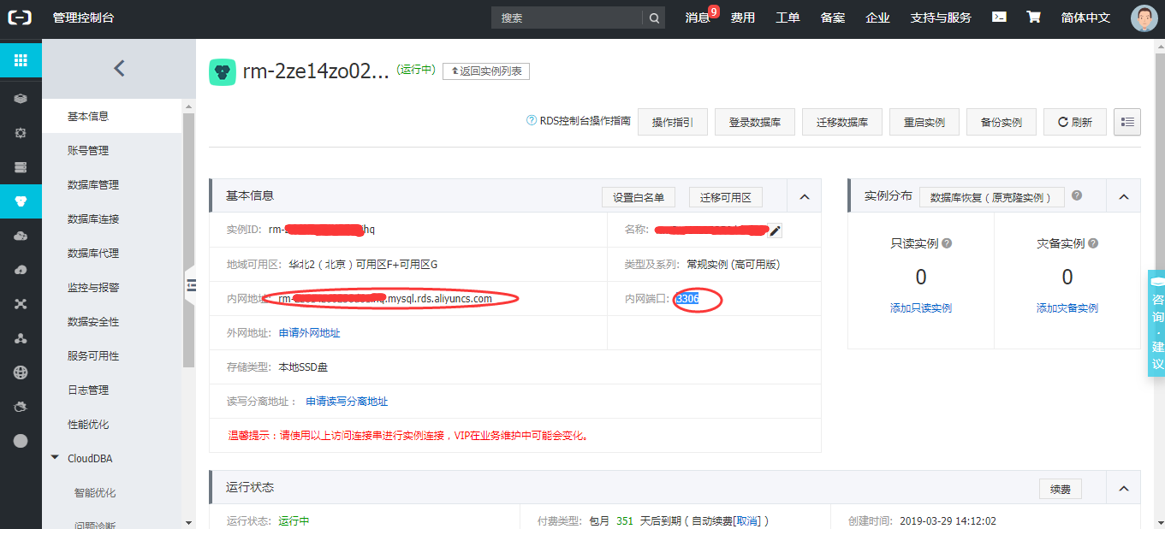 管理控制台 搜索 消息 9 费用 工单 备案 企业 支持与服务 简体中文
rm-2ze14zo02... (运行中) 返回实例列表
RDS控制台操作指南 操作指引 登录数据库 迁移数据库 重启实例 备份实例 刷新
基本信息
账号管理
数据库管理
数据库连接
数据库代理
监控与报警
数据安全性
服务可用性
日志管理
性能优化
CloudDBA
智能优化
问题诊断
基本信息 设置白名单 迁移可用区
实例ID: rm- hq 名称:
地域可用区: 华北2（北京）可用区F+可用区G 类型及系列: 常规实例 (高可用版)
内网地址: rm- .mysql.rds.aliyuncs.com 内网端口: 3306
外网地址: 申请外网地址
存储类型: 本地SSD盘
读写分离地址: 申请读写分离地址
温馨提示：请使用以上访问连接串进行实例连接，VIP在业务维护中可能会变化。
实例分布 数据库恢复（原克隆实例）
只读实例 灾备实例
0 0
添加只读实例 添加灾备实例
运行状态 续费
运行状态: 运行中 付费类型: 包月 351 天后到期 ( 自动续费[取消] ) 创建时间: 2019-03-29 14:12:02
咨询·建议